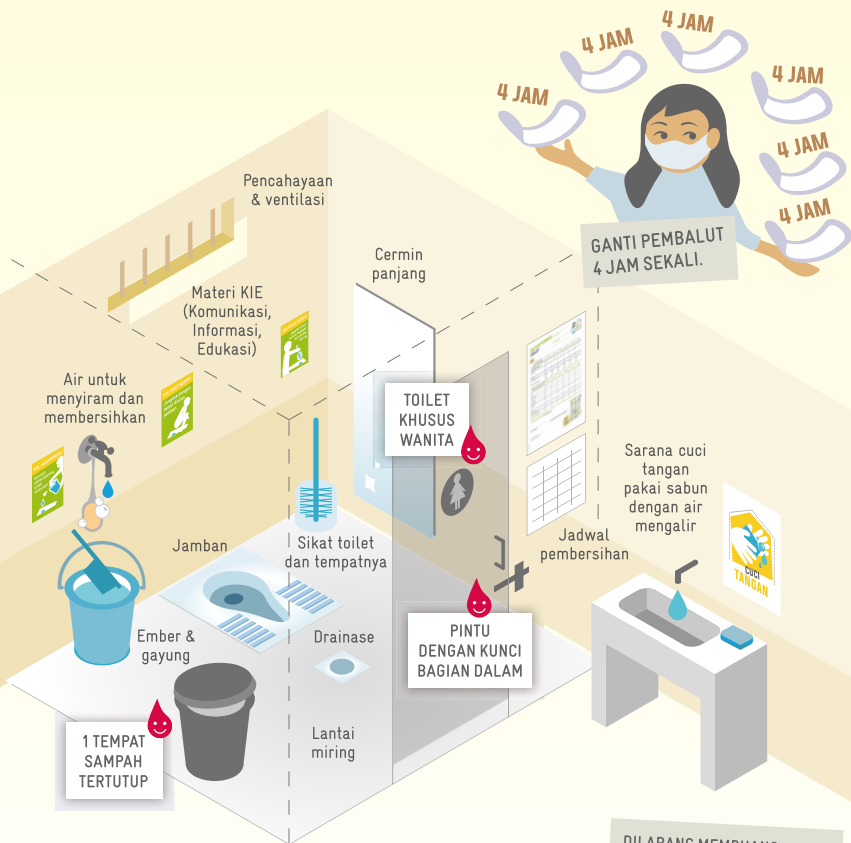 4 JAM
4 JAM
4 JAM
4 JAM
4 JAM
4 JAM
GANTI PEMBALUT
4 JAM SEKALI.
Pencahayaan
& ventilasi
Cermin
panjang
Materi KIE
(Komunikasi,
Informasi,
Edukasi)
Air untuk
menyiram dan
membersihkan
TOILET
KHUSUS
WANITA
Sarana cuci
tangan
pakai sabun
dengan air
mengalir
Jadwal
pembersihan
CUCI
TANGAN
Jamban
Sikat toilet
dan tempatnya
Ember &
gayung
Drainase
PINTU
DENGAN KUNCI
BAGIAN DALAM
Lantai
miring
1 TEMPAT
SAMPAH
TERTUTUP
DILARANG MEMBUANG